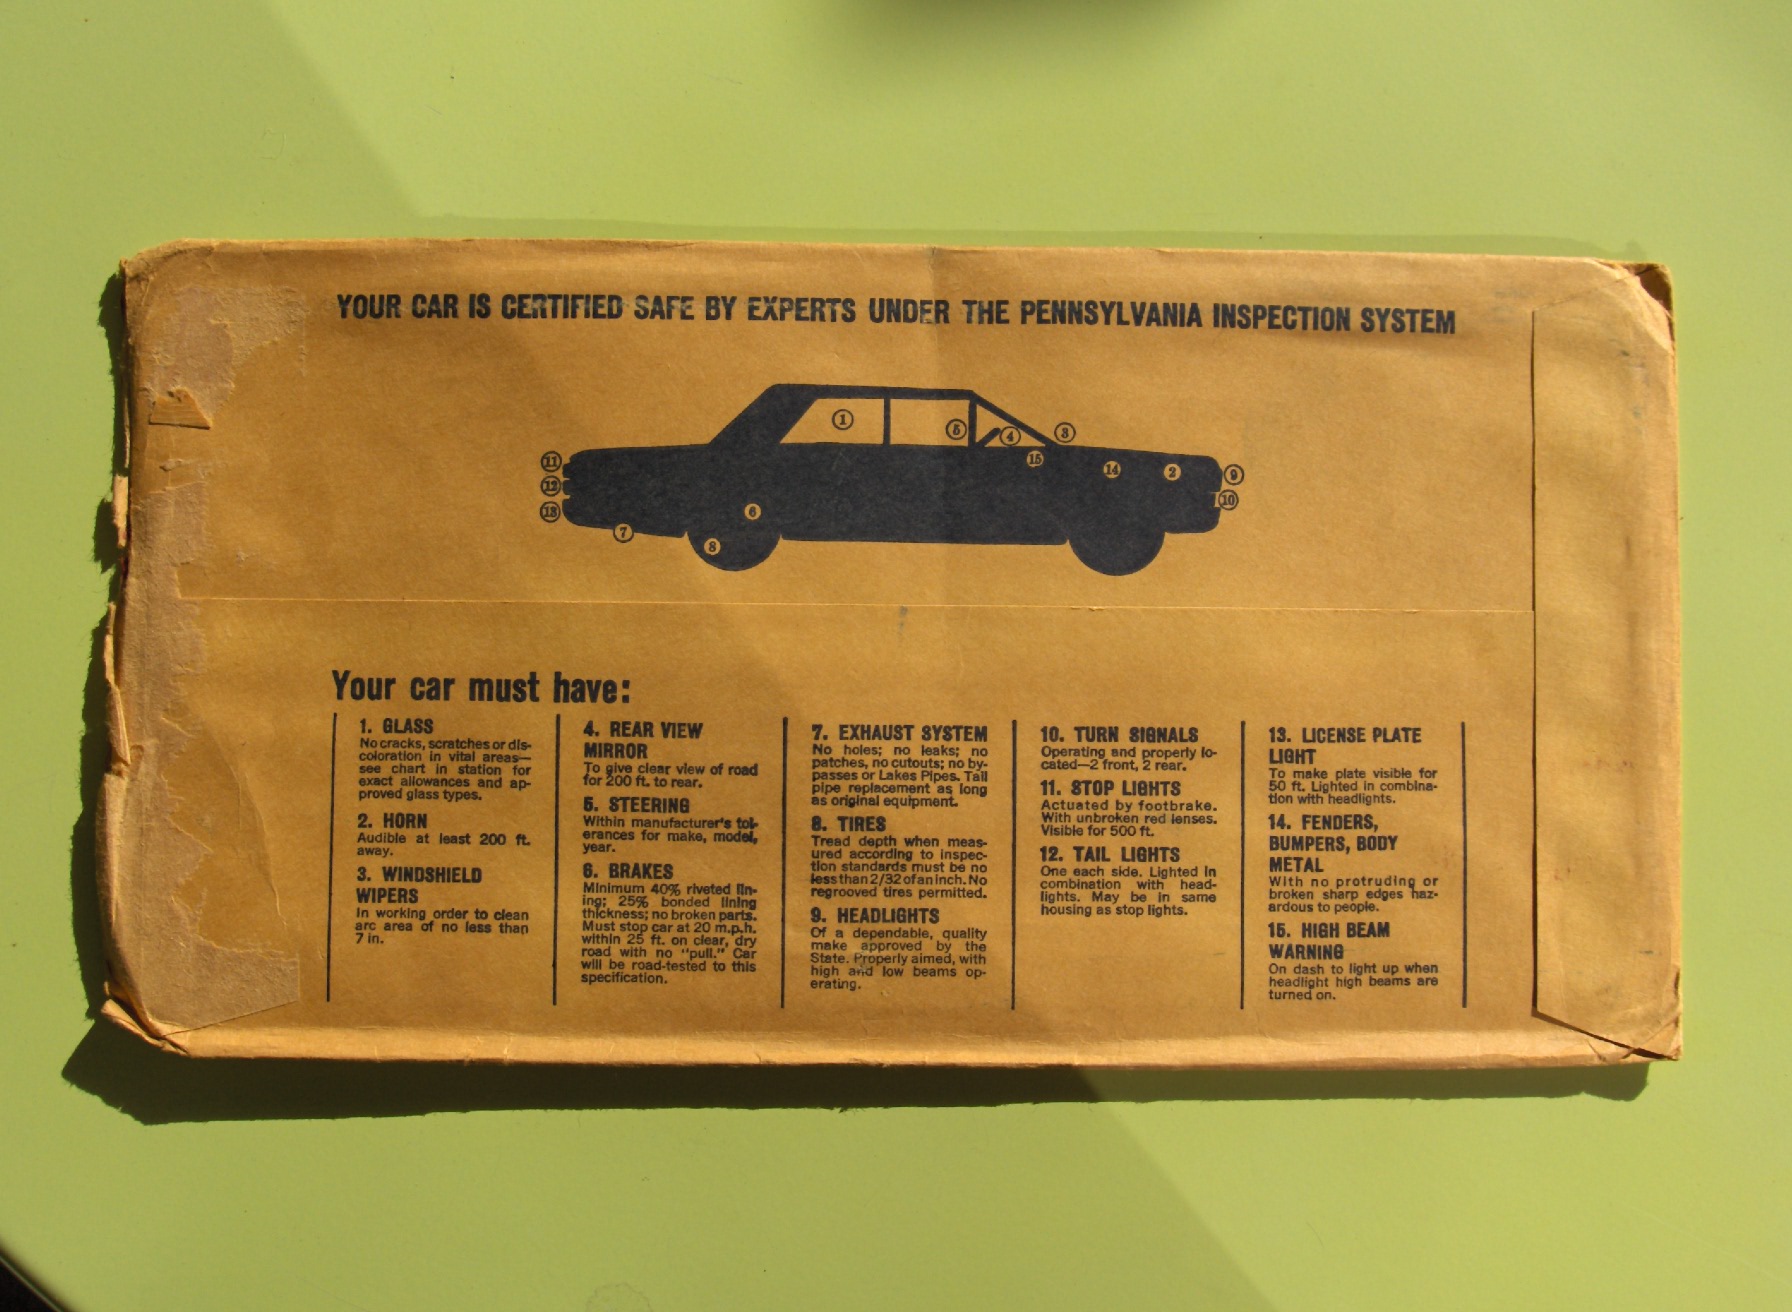 YOUR CAR IS CERTIFIED SAFE BY EXPERTS UNDER THE PENNSYLVANIA INSPECTION SYSTEM
1
5
4
3
11
15
14
2
9
12
10
13
6
7
8
Your car must have:
1. GLASS
No cracks, scratches or dis-
coloration in vital areas—
see chart in station for
exact allowances and ap-
proved glass types.
2. HORN
Audible at least 200 ft.
away.
3. WINDSHIELD
WIPERS
In working order to clean
arc area of no less than
7 in.
4. REAR VIEW
MIRROR
To give clear view of road
for 200 ft. to rear.
5. STEERING
Within manufacturer's tol-
erances for make, model,
year.
6. BRAKES
Minimum 40% riveted lin-
ing; 25% bonded lining
thickness; no broken parts.
Must stop car at 20 m.p.h.
within 25 ft. on clear, dry
road with no "pull." Car
will be road-tested to this
specification.
7. EXHAUST SYSTEM
No holes; no leaks; no
patches, no cutouts; no by-
passes or Lakes Pipes. Tail
pipe replacement as long
as original equipment.
8. TIRES
Tread depth when meas-
ured according to inspec-
tion standards must be no
less than 2/32 of an inch. No
regrooved tires permitted.
9. HEADLIGHTS
Of a dependable, quality
make approved by the
State. Properly aimed, with
high and low beams op-
erating.
10. TURN SIGNALS
Operating and properly lo-
cated—2 front, 2 rear.
11. STOP LIGHTS
Actuated by footbrake.
With unbroken red lenses.
Visible for 500 ft.
12. TAIL LIGHTS
One each side. Lighted in
combination with head-
lights. May be in same
housing as stop lights.
13. LICENSE PLATE
LIGHT
To make plate visible for
50 ft. Lighted in combina-
tion with headlights.
14. FENDERS,
BUMPERS, BODY
METAL
With no protruding or
broken sharp edges haz-
ardous to people.
15. HIGH BEAM
WARNING
On dash to light up when
headlight high beams are
turned on.